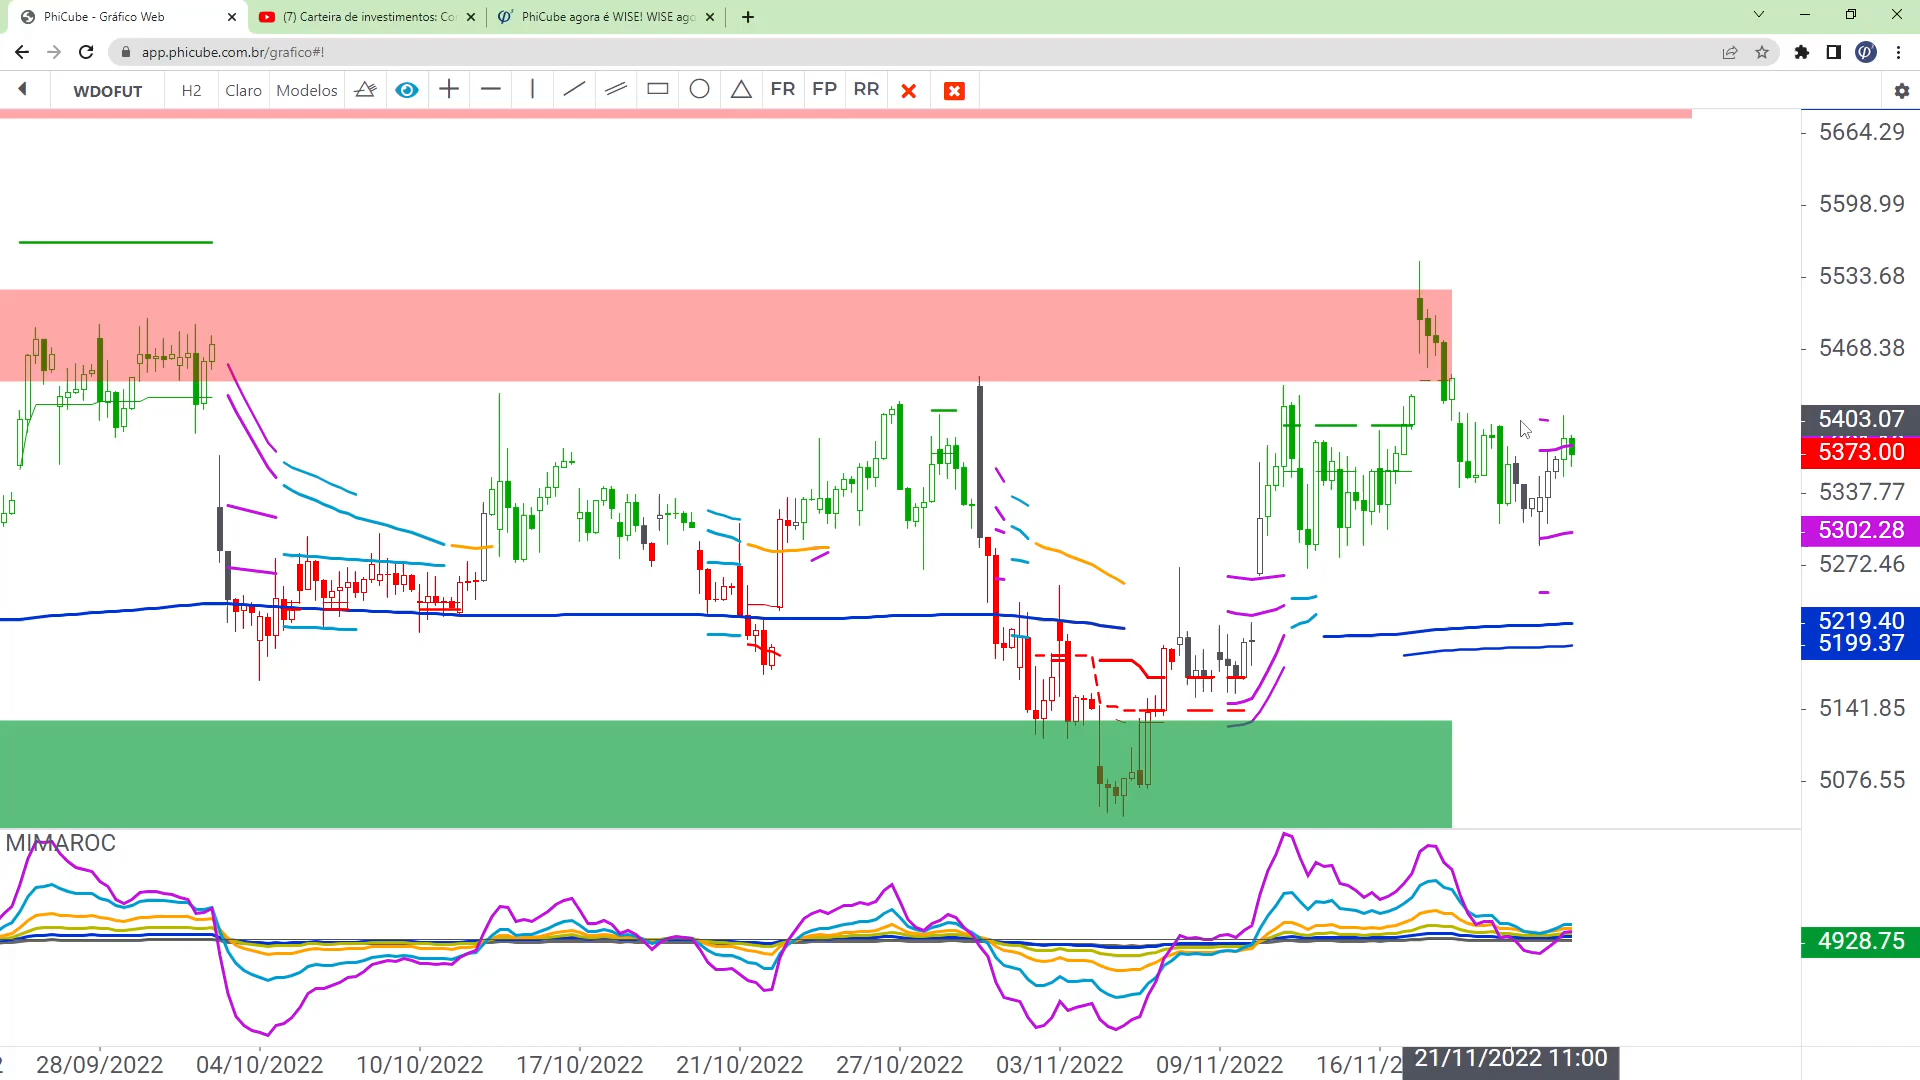 PhiCube - Gráfico Web
(7) Carteira de investimentos: Co
PhiCube agora é WISE! WISE ago
app.phicube.com.br/grafico#!
WDOFUT
H2
Claro
Modelos
FR
FP
RR
5664.29
5598.99
5533.68
5468.38
5403.07
5373.00
5337.77
5302.28
5272.46
5219.40
5199.37
5141.85
5076.55
MIMAROC
4928.75
28/09/2022
04/10/2022
10/10/2022
17/10/2022
21/10/2022
27/10/2022
03/11/2022
09/11/2022
16/11/2
21/11/2022 11:00